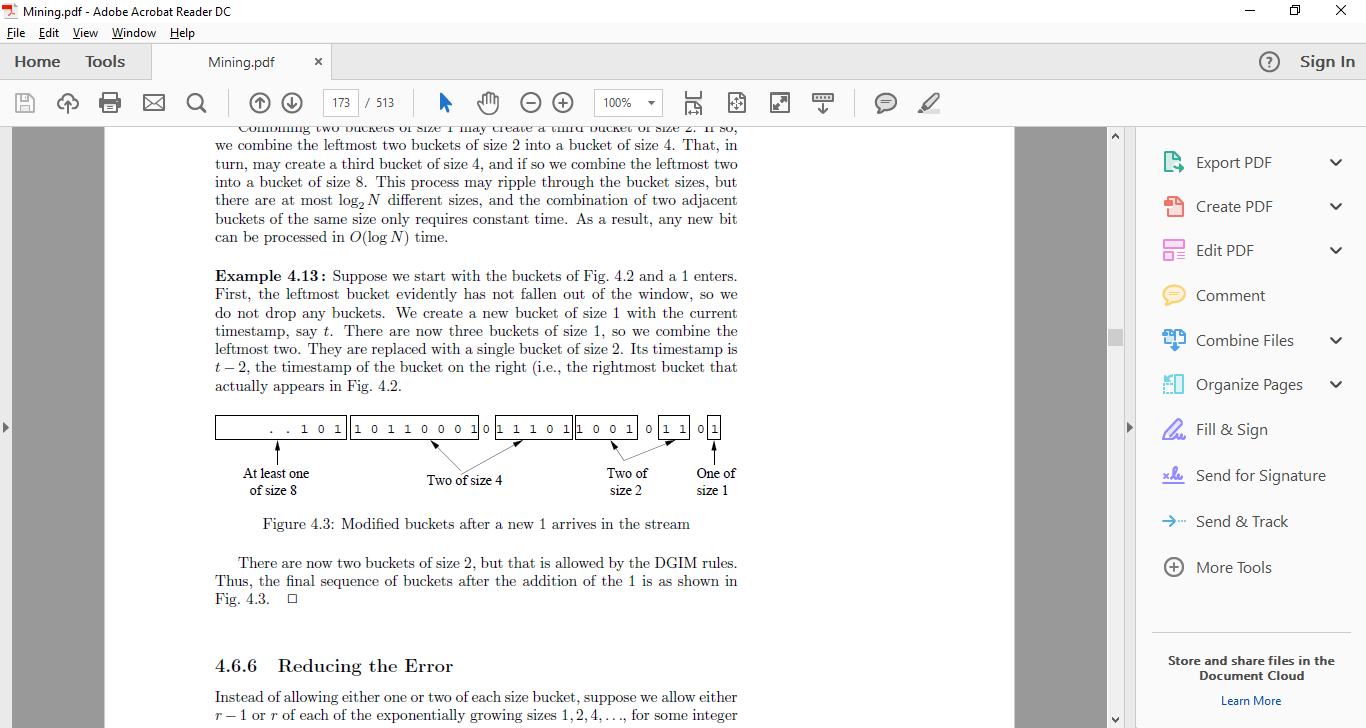 Mining.pdf - Adobe Acrobat Reader DC
File Edit View Window Help
Home Tools Mining.pdf × ? Sign In
173 / 513 100%
Combining two buckets of size 1 may create a third bucket of size 2. If so,
we combine the leftmost two buckets of size 2 into a bucket of size 4. That, in
turn, may create a third bucket of size 4, and if so we combine the leftmost two
into a bucket of size 8. This process may ripple through the bucket sizes, but
there are at most log₂ N different sizes, and the combination of two adjacent
buckets of the same size only requires constant time. As a result, any new bit
can be processed in O(log N) time.
Example 4.13: Suppose we start with the buckets of Fig. 4.2 and a 1 enters.
First, the leftmost bucket evidently has not fallen out of the window, so we
do not drop any buckets. We create a new bucket of size 1 with the current
timestamp, say t. There are now three buckets of size 1, so we combine the
leftmost two. They are replaced with a single bucket of size 2. Its timestamp is
t − 2, the timestamp of the bucket on the right (i.e., the rightmost bucket that
actually appears in Fig. 4.2.
. . 1 0 1 1 0 1 1 0 0 0 1 0 1 1 1 0 1 1 0 0 1 0 1 1 0 1
At least one
of size 8
Two of size 4
Two of
size 2
One of
size 1
Figure 4.3: Modified buckets after a new 1 arrives in the stream
There are now two buckets of size 2, but that is allowed by the DGIM rules.
Thus, the final sequence of buckets after the addition of the 1 is as shown in
Fig. 4.3. □
4.6.6 Reducing the Error
Instead of allowing either one or two of each size bucket, suppose we allow either
r − 1 or r of each of the exponentially growing sizes 1, 2, 4, . . ., for some integer
Export PDF
Create PDF
Edit PDF
Comment
Combine Files
Organize Pages
Fill & Sign
Send for Signature
Send & Track
More Tools
Store and share files in the
Document Cloud
Learn More